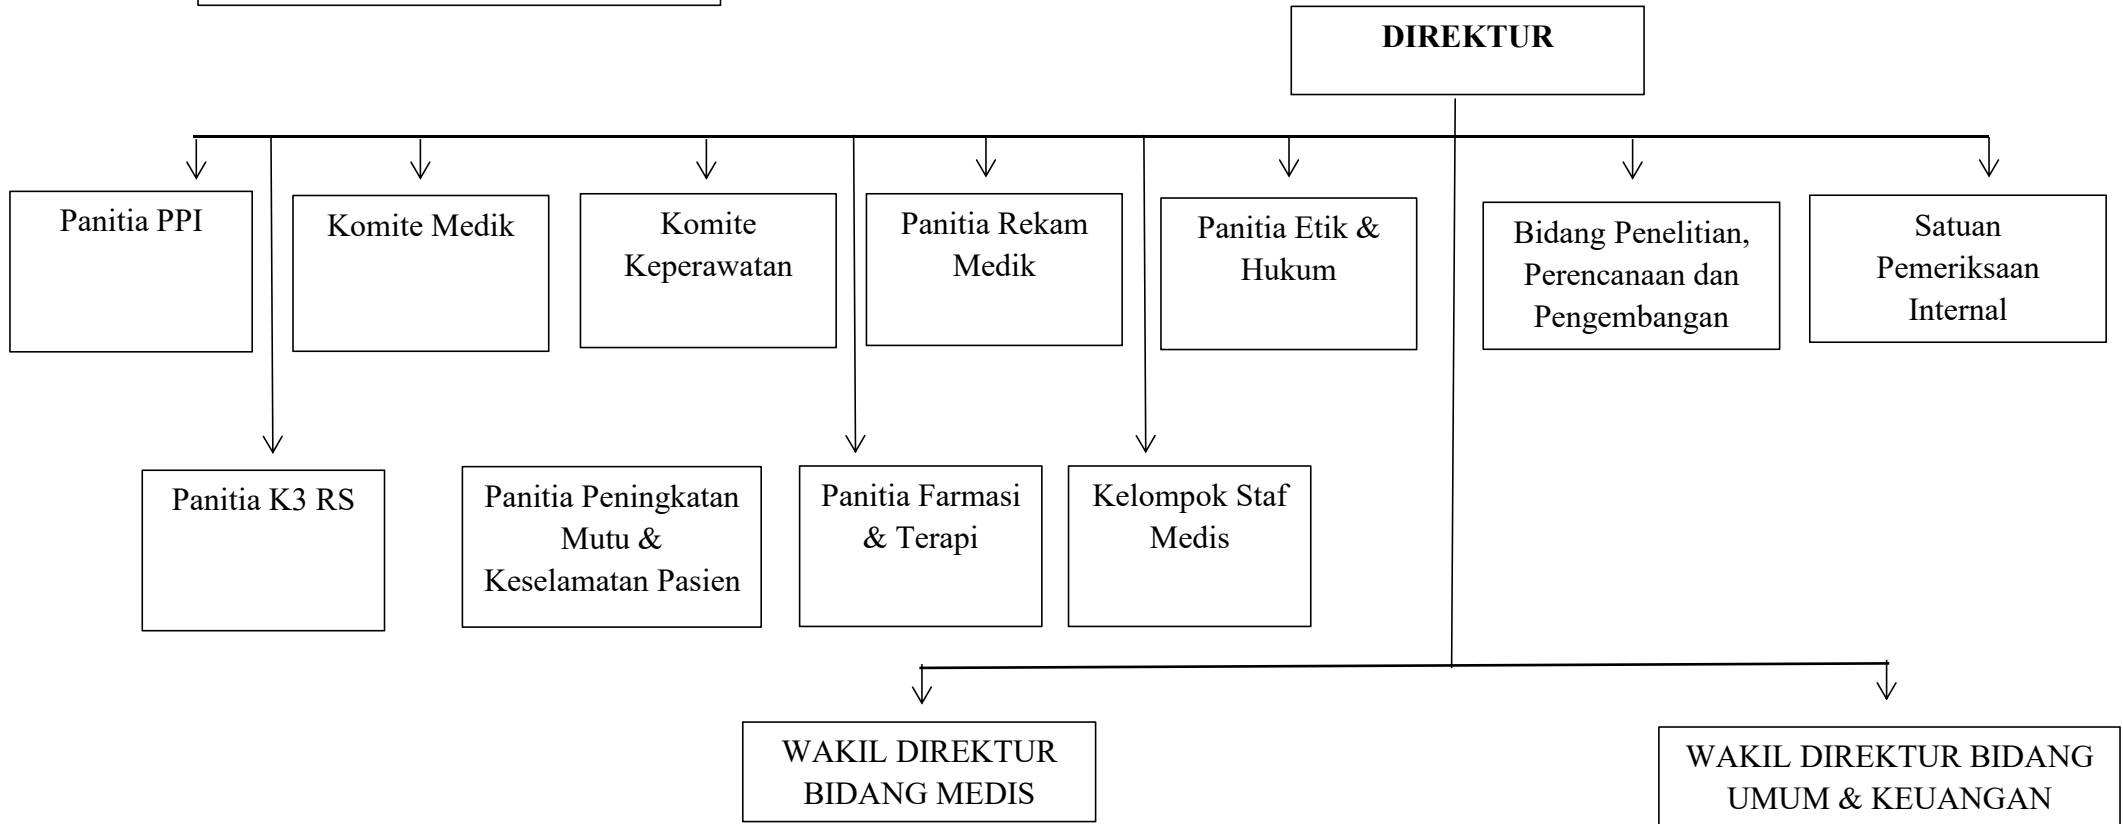 DIREKTUR
Panitia PPI
Komite Medik
Komite
Keperawatan
Panitia Rekam
Medik
Panitia Etik &
Hukum
Bidang Penelitian,
Perencanaan dan
Pengembangan
Satuan
Pemeriksaan
Internal
Panitia K3 RS
Panitia Peningkatan
Mutu &
Keselamatan Pasien
Panitia Farmasi
& Terapi
Kelompok Staf
Medis
WAKIL DIREKTUR
BIDANG MEDIS
WAKIL DIREKTUR BIDANG
UMUM & KEUANGAN